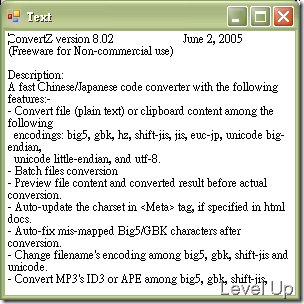 Text
ConvertZ version 8.02 June 2, 2005
(Freeware for Non-commercial use)
Description:
A fast Chinese/Japanese code converter with the following
features:-
- Convert file (plain text) or clipboard content among the
following
encodings: big5, gbk, hz, shift-jis, jis, euc-jp, unicode big-
endian,
unicode little-endian, and utf-8.
- Batch files conversion
- Preview file content and converted result before actual
conversion.
- Auto-update the charset in <Meta> tag, if specified in html
docs.
- Auto-fix mis-mapped Big5/GBK characters after
conversion.
- Change filename's encoding among big5, gbk, shift-jis and
unicode.
- Convert MP3's ID3 or APE among big5, gbk, shift-jis,
Level Up